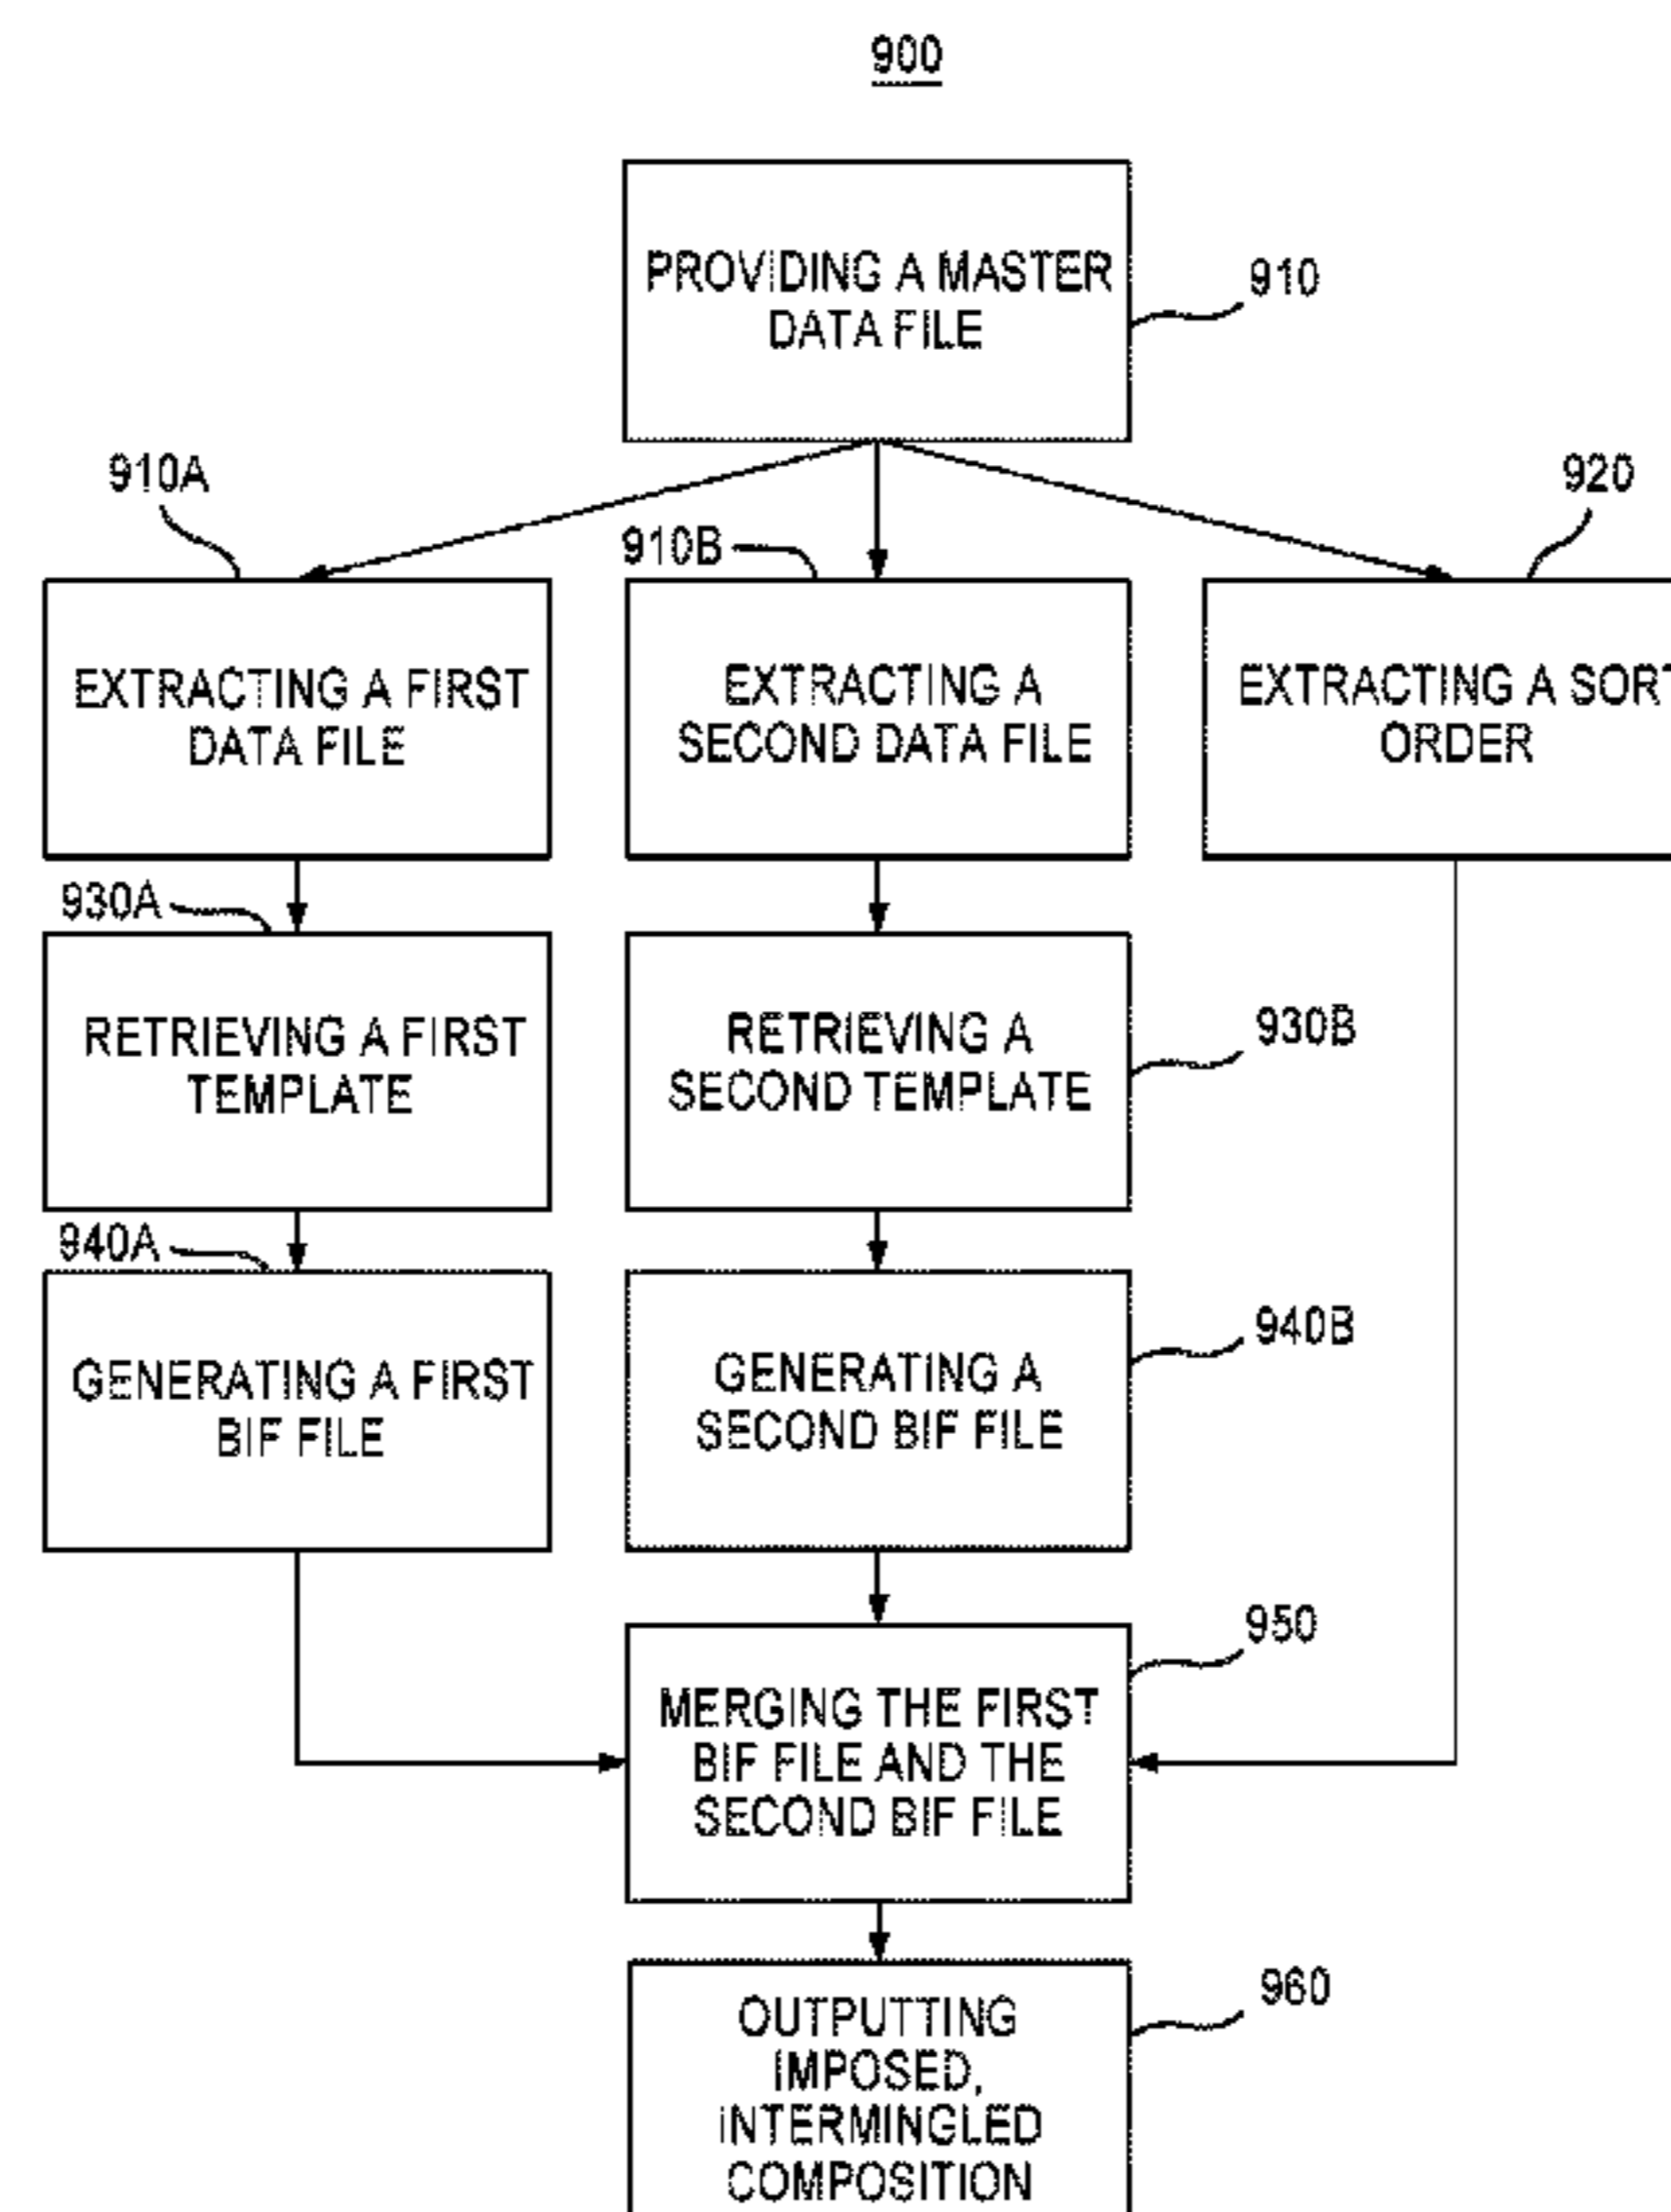 900
PROVIDING A MASTER
DATA FILE
910
910A
910B
920
EXTRACTING A FIRST
DATA FILE
EXTRACTING A
SECOND DATA FILE
EXTRACTING A SORT
ORDER
930A
RETRIEVING A FIRST
TEMPLATE
RETRIEVING A
SECOND TEMPLATE
930B
940A
GENERATING A FIRST
BIF FILE
GENERATING A
SECOND BIF FILE
940B
950
MERGING THE FIRST
BIF FILE AND THE
SECOND BIF FILE
960
OUTPUTTING
IMPOSED,
INTERMINGLED
COMPOSITION